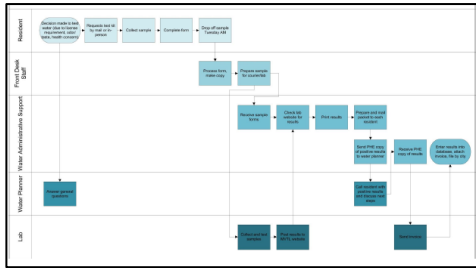 Resident
Decision made to test
water (due to license
requirement, odor/
taste, health concern)
Requests test kit
by mail or in-
person
Collect sample
Complete form
Drop off sample
Tuesday AM
Front Desk
Staff
Process form,
make copy
Prepare sample
for courier/lab
Water Administrative Support
Receive sample
forms
Check lab
website for
results
Print results
Prepare and mail
to each
resident
Send PHE copy
of positive results
to water planner
Receive PHE
copy of results
Enter results into
database, attach
invoice, file by city
Water Planner
Answer general
questions
Call resident with
positive results
and discuss next
steps
Lab
Collect and test
samples
Post results to
website
Send invoice